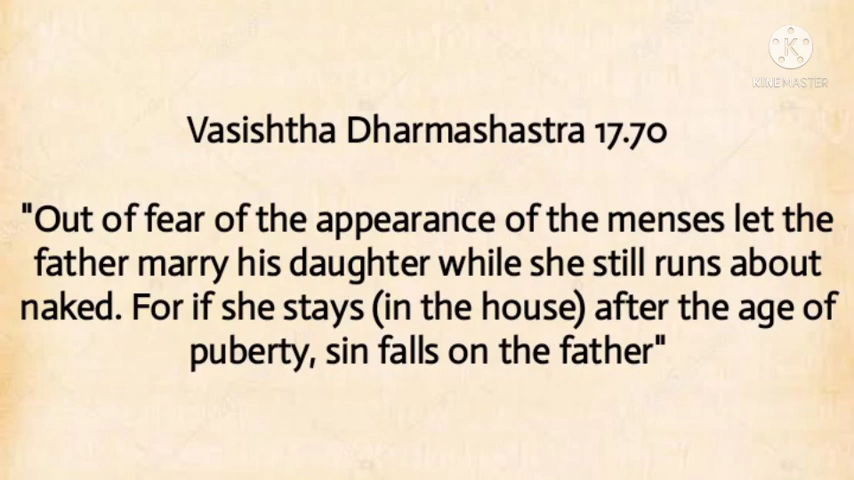 K
KINEMASTER
Vasishtha Dharmashastra 17.70
"Out of fear of the appearance of the menses let the
father marry his daughter while she still runs about
naked. For if she stays (in the house) after the age of
puberty, sin falls on the father"